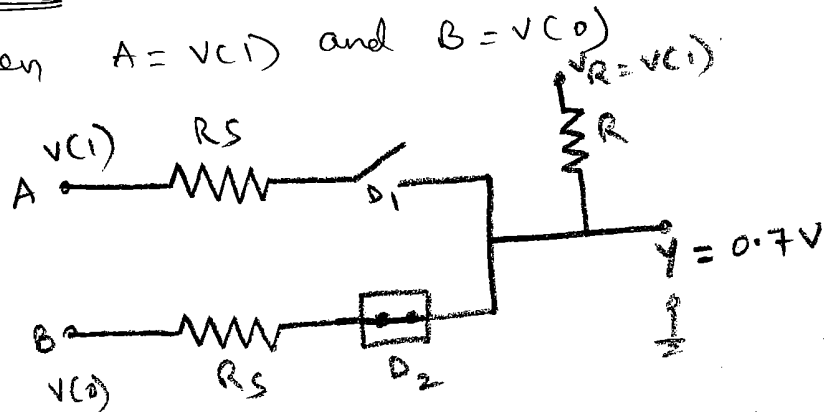 en A = V(1) and B = V(0)
VR = V(1)
V(1) RS
R
A
D1
Y = 0.7V
B
V(0) RS D2